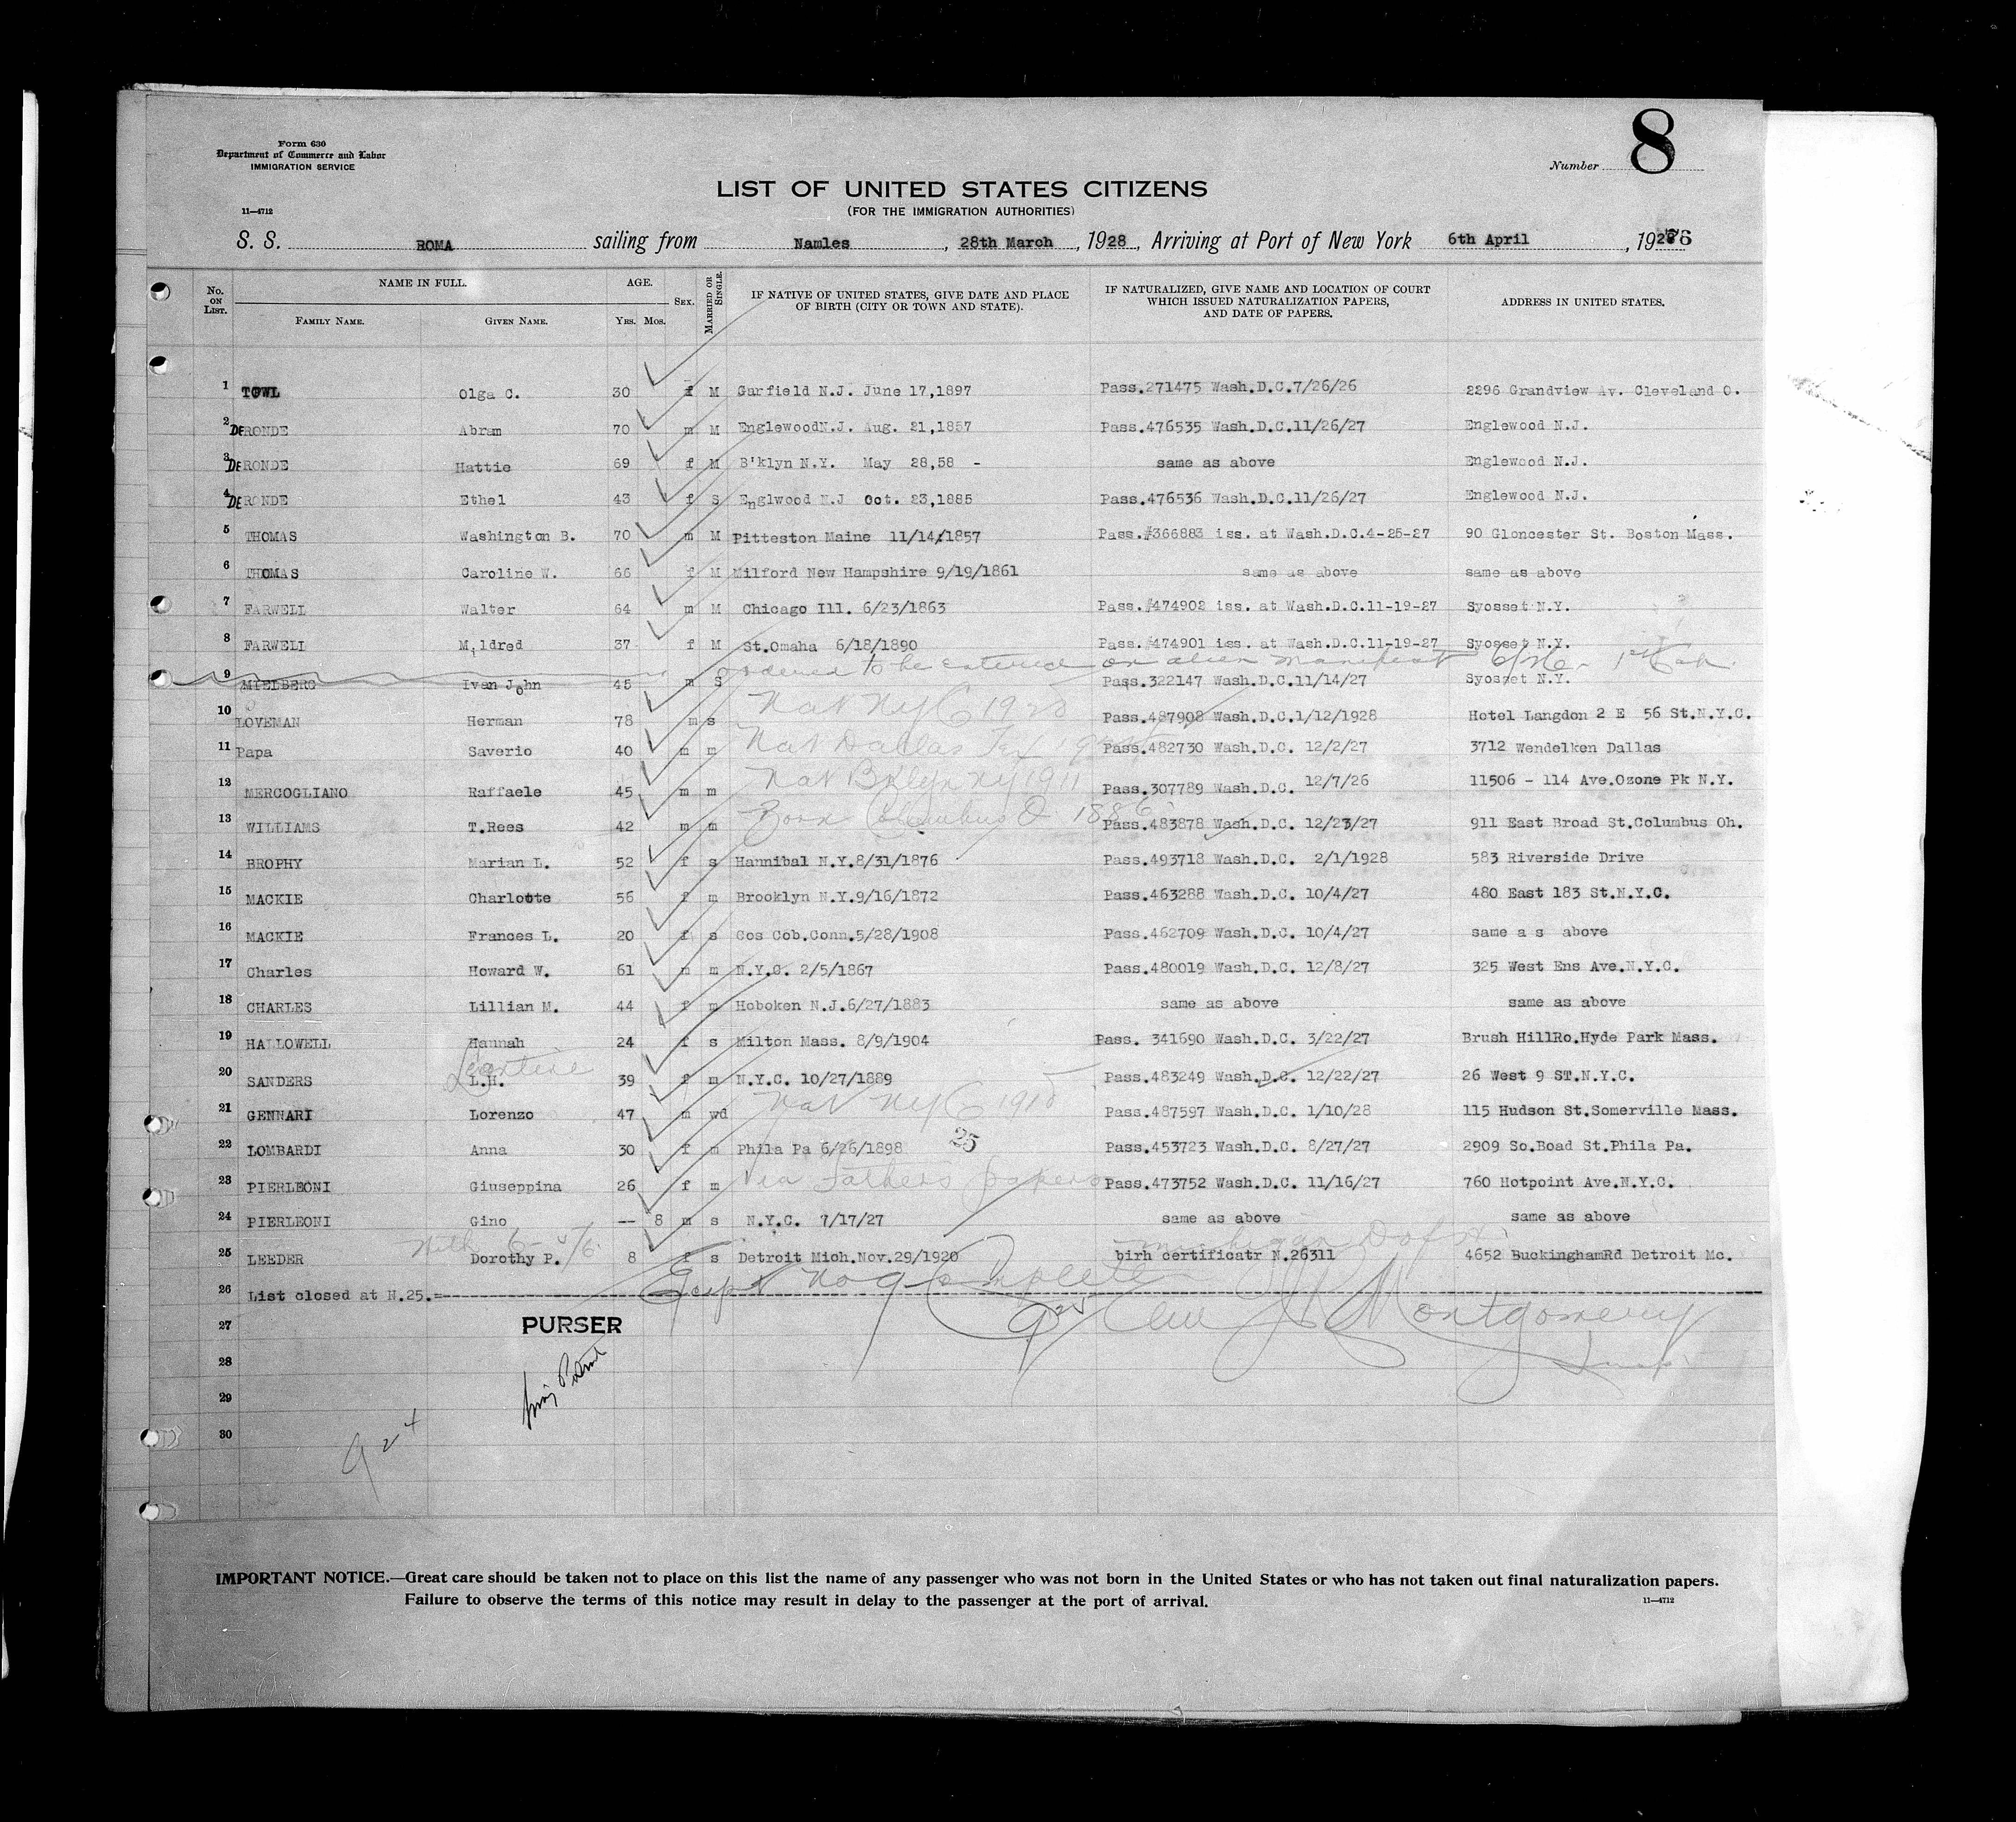 Form 630
Department of Commerce and Labor
IMMIGRATION SERVICE
Number 8
LIST OF UNITED STATES CITIZENS
(FOR THE IMMIGRATION AUTHORITIES)
11—4712
S. S. ROMA sailing from Namles, 28th March, 1928, Arriving at Port of New York 6th April, 19
No. ON LIST. NAME IN FULL. FAMILY NAME. GIVEN NAME. AGE. YRS. MOS. SEX. MARRIED OR SINGLE. IF NATIVE OF UNITED STATES, GIVE DATE AND PLACE OF BIRTH (CITY OR TOWN AND STATE). IF NATURALIZED, GIVE NAME AND LOCATION OF COURT WHICH ISSUED NATURALIZATION PAPERS, AND DATE OF PAPERS. ADDRESS IN UNITED STATES.
1 TOWL Olga C. 30 f M Garfield N.J. June 17,1897 Pass.271475 Wash.D.C.7/26/26 2296 Grandview Av. Cleveland O.
2 DERONDE Abram 70 m M EnglewoodN.J. Aug. 21,1857 Pass.476535 Wash.D.C.11/26/27 Englewood N.J.
3 DERONDE Hattie 69 f M B'klyn N.Y. May 28,58 - same as above Englewood N.J.
4 DERONDE Ethel 43 f S Englwood N.J Oct. 23,1885 Pass.476536 Wash.D.C.11/26/27 Englewood N.J.
5 THOMAS Washington B. 70 m M Pitteston Maine 11/14/1857 Pass.#366883 iss. at Wash.D.C.4-25-27 90 Gloncester St. Boston Mass.
6 THOMAS Caroline W. 66 f M Milford New Hampshire 9/19/1861 same as above same as above
7 FARWELL Walter 64 m M Chicago Ill. 6/23/1863 Pass.#474902 iss. at Wash.D.C.11-19-27 Syosset N.Y.
8 FARWELL Mildred 37 f M St.Omaha 6/18/1890 Pass.#474901 iss. at Wash.D.C.11-19-27 Syosset N.Y.
ordered to be entered on alien manifest
9 MIELBERG Ivan John 45 m S Pass.322147 Wash.D.C.11/14/27 Syosset N.Y.
10 LOVEMAN Herman 78 m s Nat NYC Pass.487908 Wash.D.C.1/12/1928 Hotel Langdon 2 E 56 St.N.Y.C.
11 Papa Saverio 40 m m Nat Dallas Tex Pass.482730 Wash.D.C. 12/2/27 3712 Wendelken Dallas
12 MERCOGLIANO Raffaele 45 m m Nat Bklyn NY 1911 Pass.307789 Wash.D.C. 12/7/26 11506 - 114 Ave.Ozone Pk N.Y.
13 WILLIAMS T.Rees 42 m m Born Columbus O 1886 Pass.483878 Wash.D.C. 12/23/27 911 East Broad St.Columbus Oh.
14 BROPHY Marian L. 52 f s Hannibal N.Y.8/31/1876 Pass.493718 Wash.D.C. 2/1/1928 583 Riverside Drive
15 MACKIE Charlotte 56 f m Brooklyn N.Y.9/16/1872 Pass.463288 Wash.D.C. 10/4/27 480 East 183 St.N.Y.C.
16 MACKIE Frances L. 20 f s Cos Cob.Conn.5/28/1908 Pass.462709 Wash.D.C. 10/4/27 same a s above
17 Charles Howard W. 61 m m N.Y.C. 2/5/1867 Pass.480019 Wash.D.C. 12/8/27 325 West Ens Ave.N.Y.C.
18 CHARLES Lillian M. 44 f m Hoboken N.J.6/27/1883 same as above same as above
19 HALLOWELL Hannah 24 f s Milton Mass. 8/9/1904 Pass. 341690 Wash.D.C. 3/22/27 Brush HillRo.Hyde Park Mass.
20 SANDERS L.H. 39 f m N.Y.C. 10/27/1889 Pass.483249 Wash.D.C. 12/22/27 26 West 9 ST.N.Y.C.
21 GENNARI Lorenzo 47 m wd Nat NYC 1918 Pass.487597 Wash.D.C. 1/10/28 115 Hudson St.Somerville Mass.
22 LOMBARDI Anna 30 f m Phila Pa 6/26/1898 25 Pass.453723 Wash.D.C. 8/27/27 2909 So.Boad St.Phila Pa.
23 PIERLEONI Giuseppina 26 f m Via Father's papers Pass.473752 Wash.D.C. 11/16/27 760 Hotpoint Ave.N.Y.C.
24 PIERLEONI Gino -- 8 m s N.Y.C. 7/17/27 same as above same as above
25 LEEDER Dorothy P. 8 f s Detroit Mich.Nov.29/1920 birh certificatr N.26311 4652 BuckinghamRd Detroit Mc.
26 List closed at N.25.=
Except No 9 Complete
J Montgomery
27 PURSER
28
29
30
IMPORTANT NOTICE.—Great care should be taken not to place on this list the name of any passenger who was not born in the United States or who has not taken out final naturalization papers.
Failure to observe the terms of this notice may result in delay to the passenger at the port of arrival.
11—4712